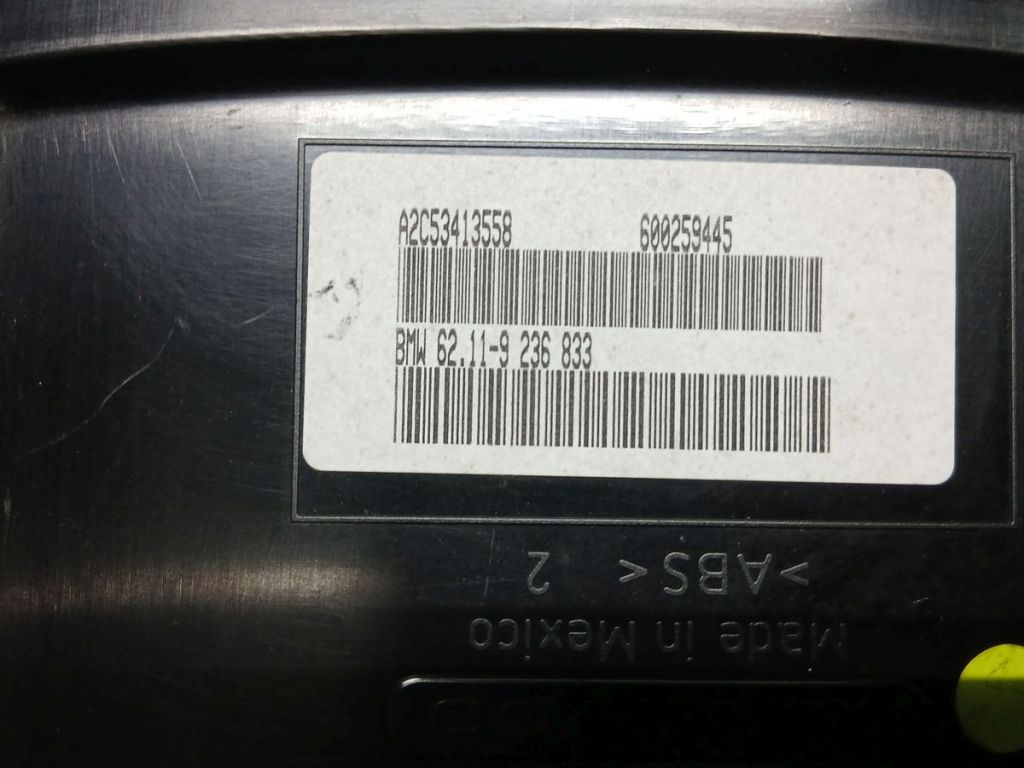 A2C53413558 600259445
BMW 62.11-9 236 833
>ABS< 2
Made in Mexico